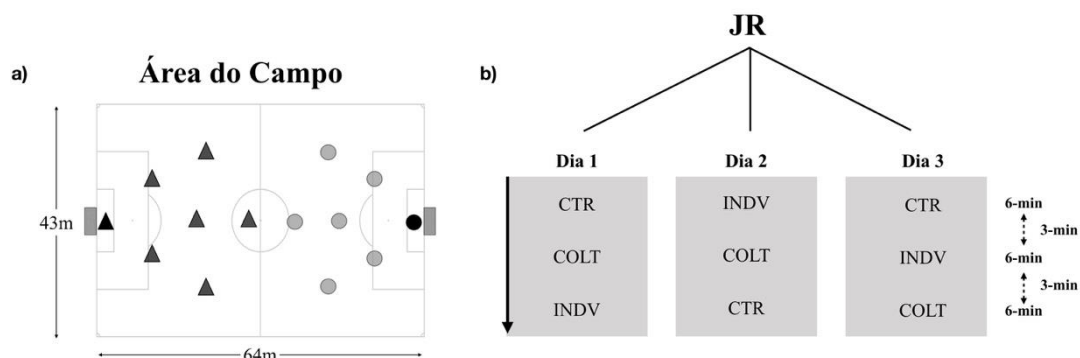 a)
Área do Campo
43m
64m
b)
JR
Dia 1
Dia 2
Dia 3
CTR
INDV
CTR
6-min
3-min
COLT
COLT
INDV
6-min
3-min
INDV
CTR
COLT
6-min